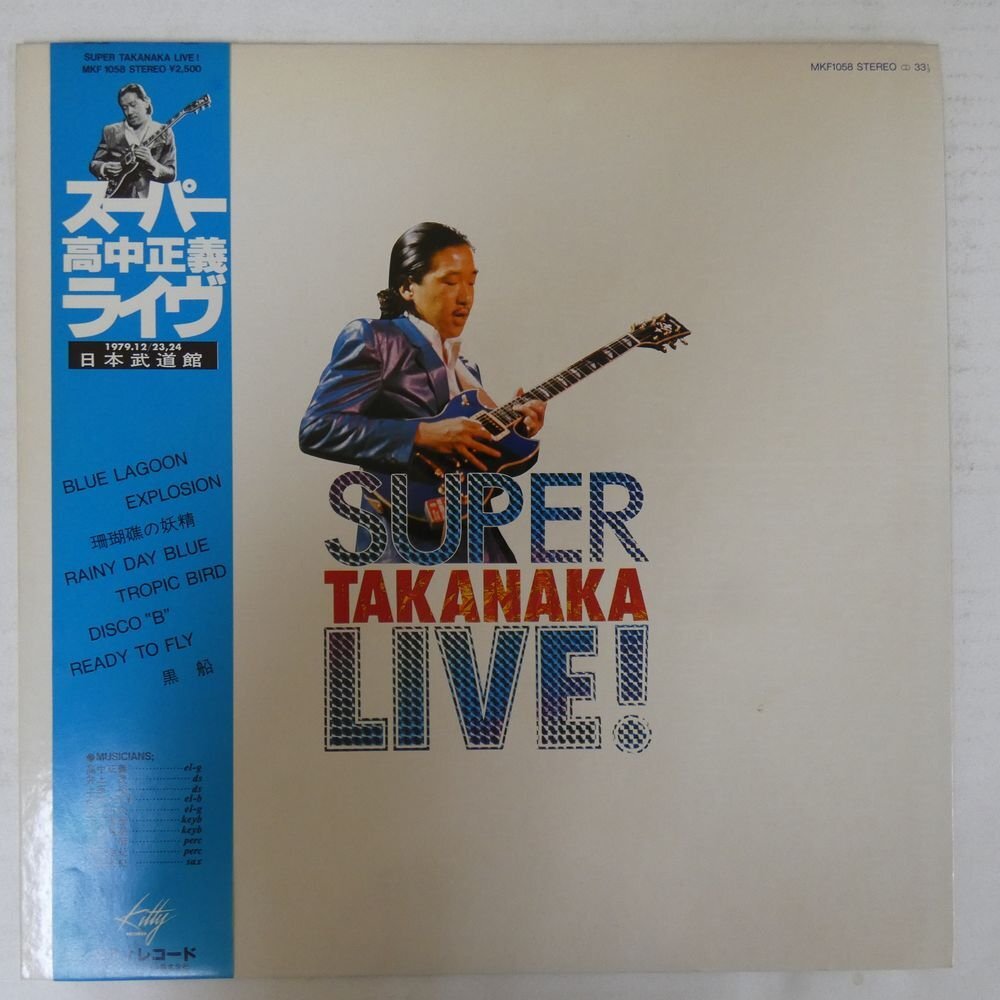 SUPER TAKANAKA LIVE!
MKF 1058 STEREO ¥2,500
スーパー
高中正義
ライヴ
1979.12/23,24
日本武道館
BLUE LAGOON
EXPLOSION
珊瑚礁の妖精
RAINY DAY BLUE
TROPIC BIRD
DISCO "B"
READY TO FLY
黒船
●MUSICIANS;
el-g
ds
ds
el-b
el-g
keyb
keyb
perc
perc
sax
Kitty
RECORDS
レコード
MKF1058 STEREO 33⅓
SUPER
TAKANAKA
LIVE!